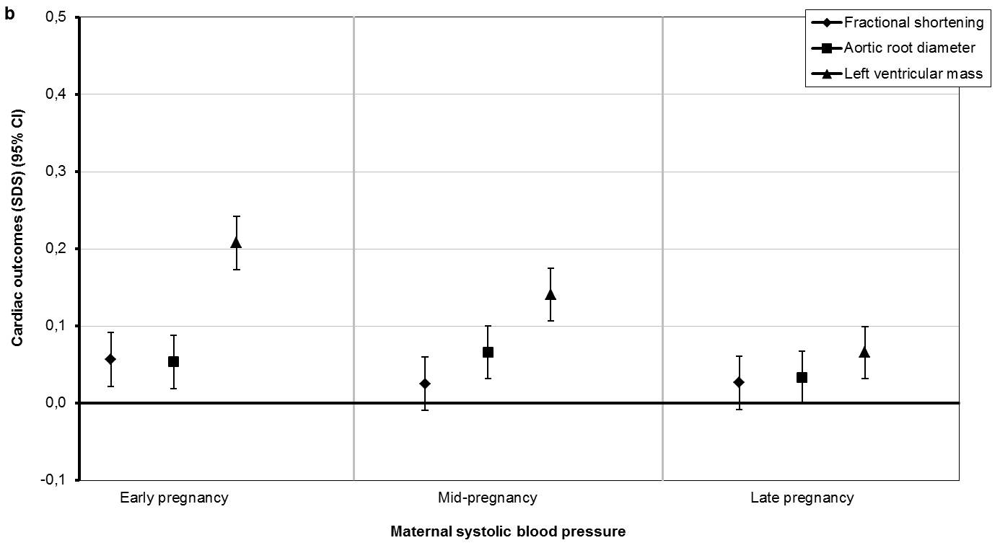 b
Fractional shortening
Aortic root diameter
Left ventricular mass
Cardiac outcomes (SDS) (95% CI)
0,5
0,4
0,3
0,2
0,1
0,0
-0,1
Early pregnancy
Mid-pregnancy
Late pregnancy
Maternal systolic blood pressure